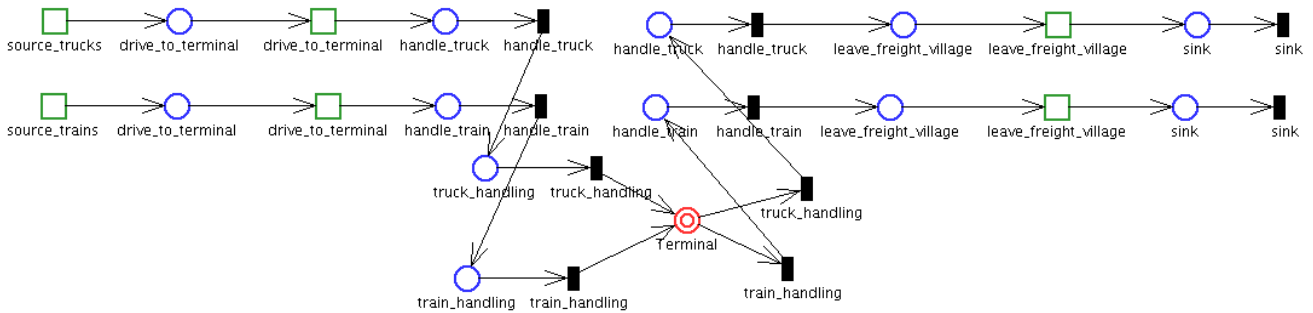 source_trucks
drive_to_terminal
drive_to_terminal
handle_truck
handle_truck
handle_truck
handle_truck
leave_freight_village
leave_freight_village
sink
sink
source_trains
drive_to_terminal
drive_to_terminal
handle_train
handle_train
handle_train
handle_train
leave_freight_village
leave_freight_village
sink
sink
truck_handling
truck_handling
truck_handling
Terminal
train_handling
train_handling
train_handling